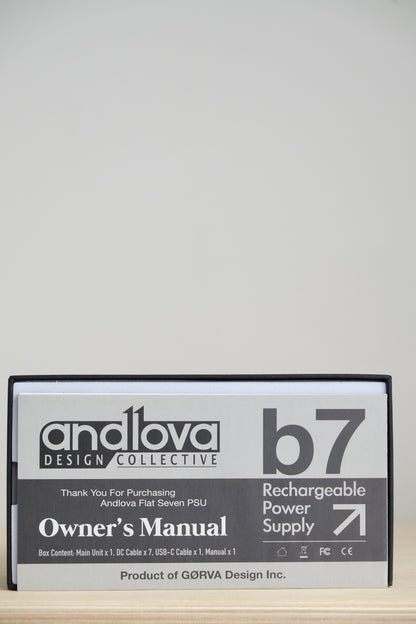 andlova
DESIGN COLLECTIVE
b7
Rechargeable
Power
Supply
Thank You For Purchasing
Andlova Flat Seven PSU
Owner's Manual
Box Content: Main Unit x 1, DC Cable x 7, USB-C Cable x 1, Manual x 1
FC CE
Product of GØRVA Design Inc.